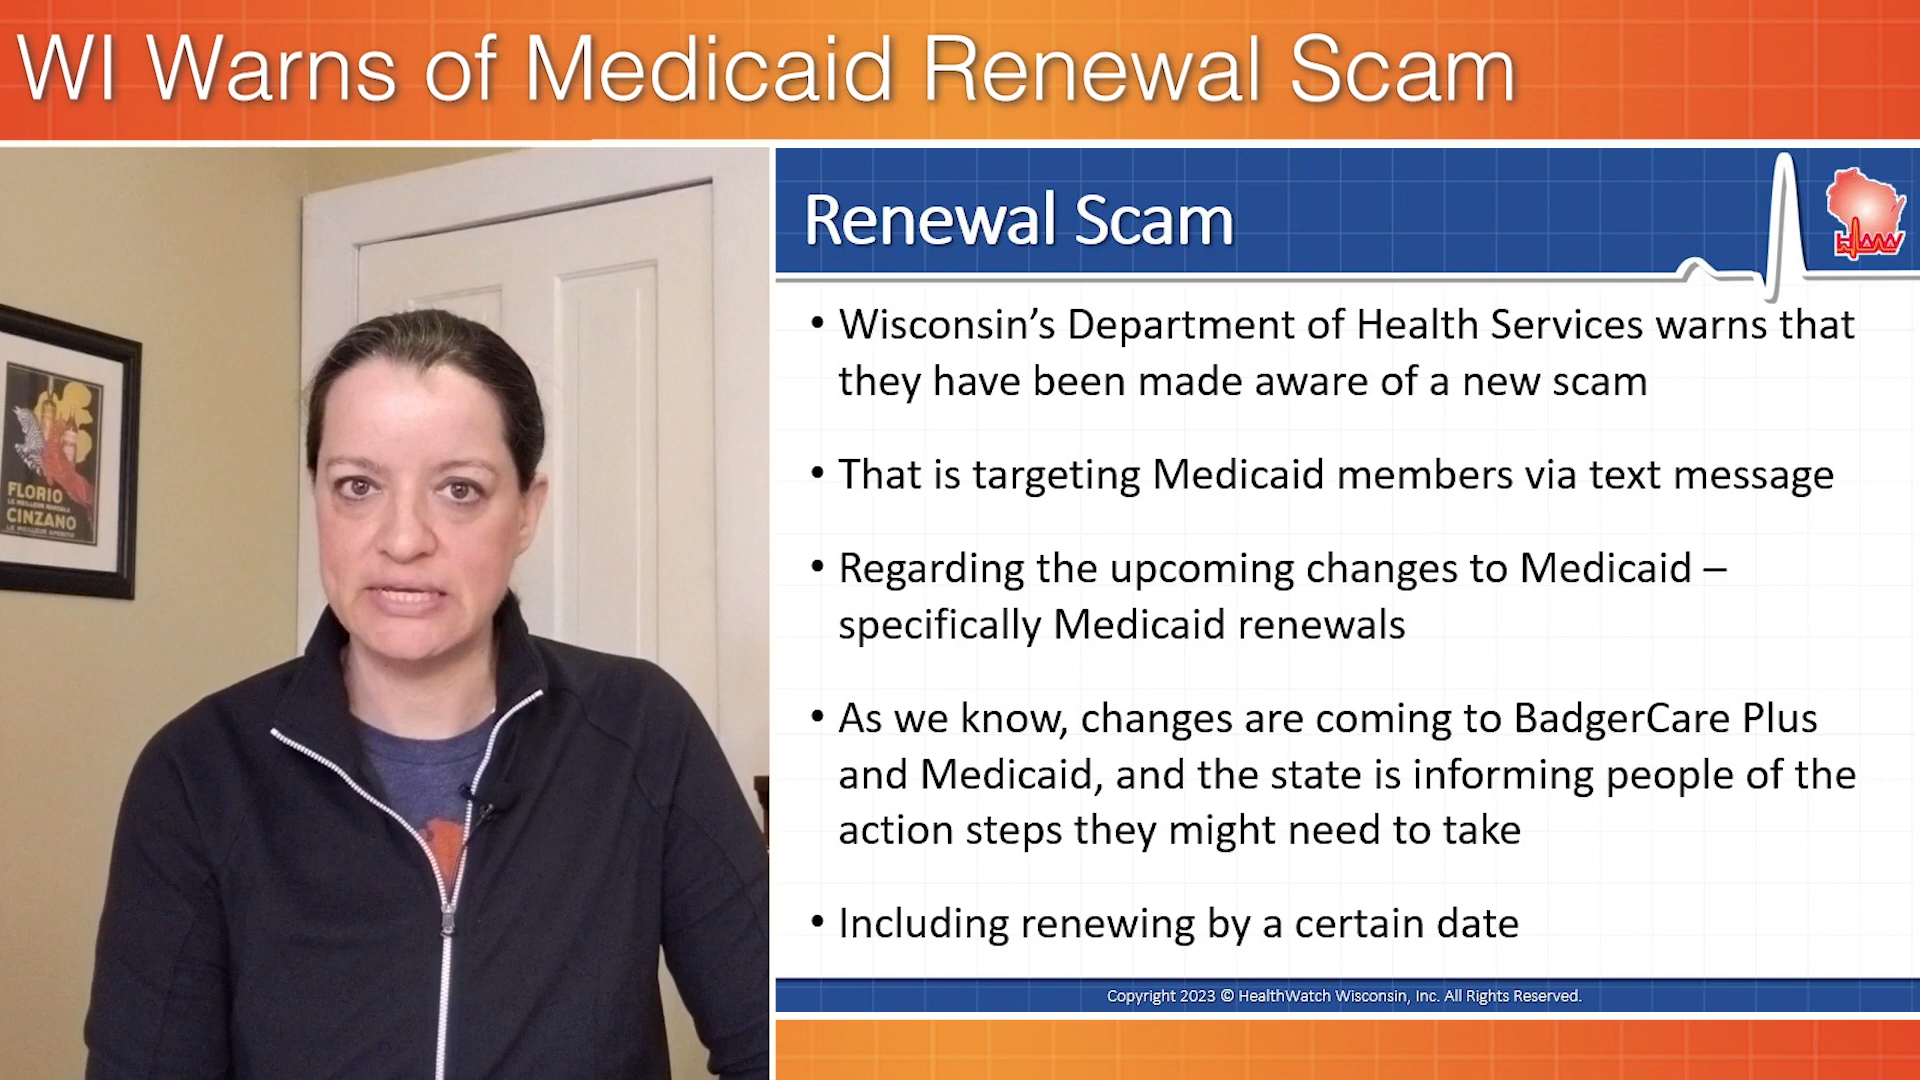 WI Warns of Medicaid Renewal Scam
Renewal Scam
• Wisconsin’s Department of Health Services warns that
they have been made aware of a new scam
• That is targeting Medicaid members via text message
• Regarding the upcoming changes to Medicaid –
specifically Medicaid renewals
• As we know, changes are coming to BadgerCare Plus
and Medicaid, and the state is informing people of the
action steps they might need to take
• Including renewing by a certain date
Copyright 2023 © HealthWatch Wisconsin, Inc. All Rights Reserved.
FLORIO
CINZANO